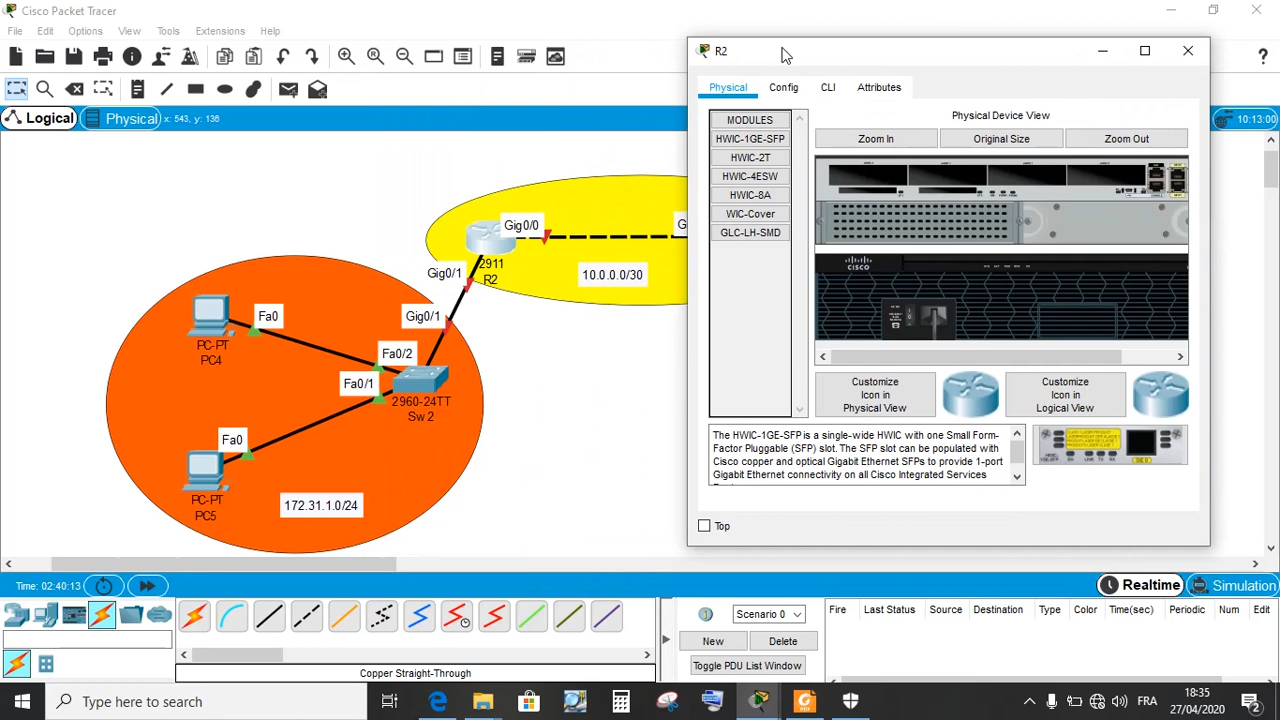 Cisco Packet Tracer
File Edit Options View Tools Extensions Help
Logical Physical x: 543, y: 136
10:13:00
R2
Physical Config CLI Attributes
MODULES
HWIC-1GE-SFP
HWIC-2T
HWIC-4ESW
HWIC-8A
WIC-Cover
GLC-LH-SMD
Physical Device View
Zoom In Original Size Zoom Out
CISCO
Customize
Icon in
Physical View
Customize
Icon in
Logical View
The HWIC-1GE-SFP is a single-wide HWIC with one Small Form-
Factor Pluggable (SFP) slot. The SFP slot can be populated with
Cisco copper and optical Gigabit Ethernet SFPs to provide 1-port
Gigabit Ethernet connectivity on all Cisco Integrated Services
Top
Gig0/0
G
2911
R2
10.0.0.0/30
Gig0/1
Gig0/1
Fa0
PC-PT
PC4
Fa0/2
Fa0/1
2960-24TT
Sw 2
Fa0
PC-PT
PC5
172.31.1.0/24
Time: 02:40:13
Realtime Simulation
Scenario 0
New Delete
Toggle PDU List Window
Fire Last Status Source Destination Type Color Time(sec) Periodic Num Edit
Copper Straight-Through
Type here to search
FRA
18:35
27/04/2020
2